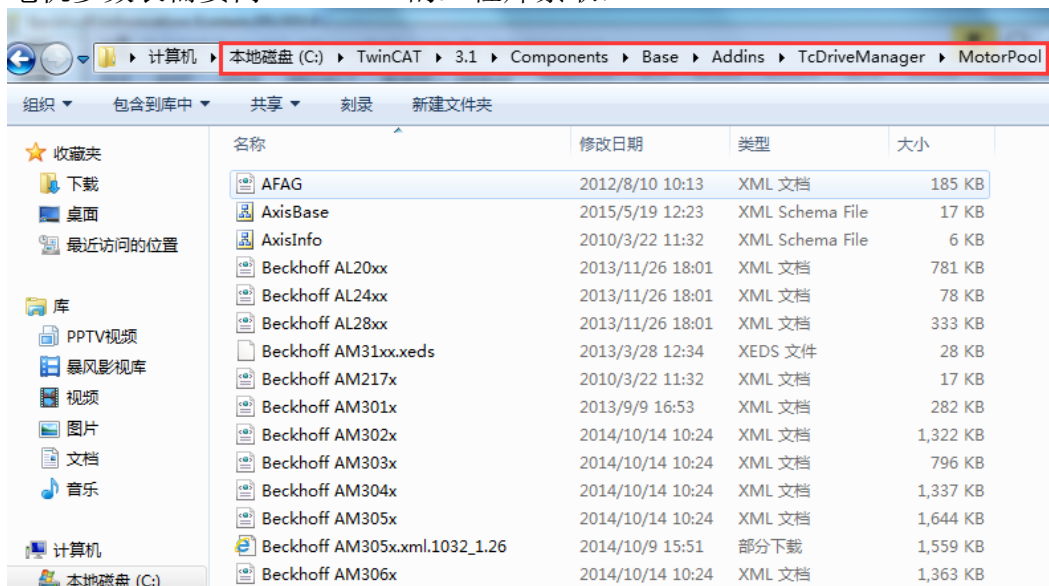 计算机 本地磁盘 (C:) TwinCAT 3.1 Components Base Addins TcDriveManager MotorPool
组织 包含到库中 共享 刻录 新建文件夹
收藏夹
下载
桌面
最近访问的位置
库
PPTV视频
暴风影视库
视频
图片
文档
音乐
计算机
本地磁盘 (C:)
名称 修改日期 类型 大小
AFAG 2012/8/10 10:13 XML 文档 185 KB
AxisBase 2015/5/19 12:23 XML Schema File 17 KB
AxisInfo 2010/3/22 11:32 XML Schema File 6 KB
Beckhoff AL20xx 2013/11/26 18:01 XML 文档 781 KB
Beckhoff AL24xx 2013/11/26 18:01 XML 文档 78 KB
Beckhoff AL28xx 2013/11/26 18:01 XML 文档 333 KB
Beckhoff AM31xx.xeds 2013/3/28 12:34 XEDS 文件 28 KB
Beckhoff AM217x 2010/3/22 11:32 XML 文档 17 KB
Beckhoff AM301x 2013/9/9 16:53 XML 文档 282 KB
Beckhoff AM302x 2014/10/14 10:24 XML 文档 1,322 KB
Beckhoff AM303x 2014/10/14 10:24 XML 文档 796 KB
Beckhoff AM304x 2014/10/14 10:24 XML 文档 1,337 KB
Beckhoff AM305x 2014/10/14 10:24 XML 文档 1,644 KB
Beckhoff AM305x.xml.1032_1.26 2014/10/9 15:51 部分下载 1,559 KB
Beckhoff AM306x 2014/10/14 10:24 XML 文档 1,363 KB